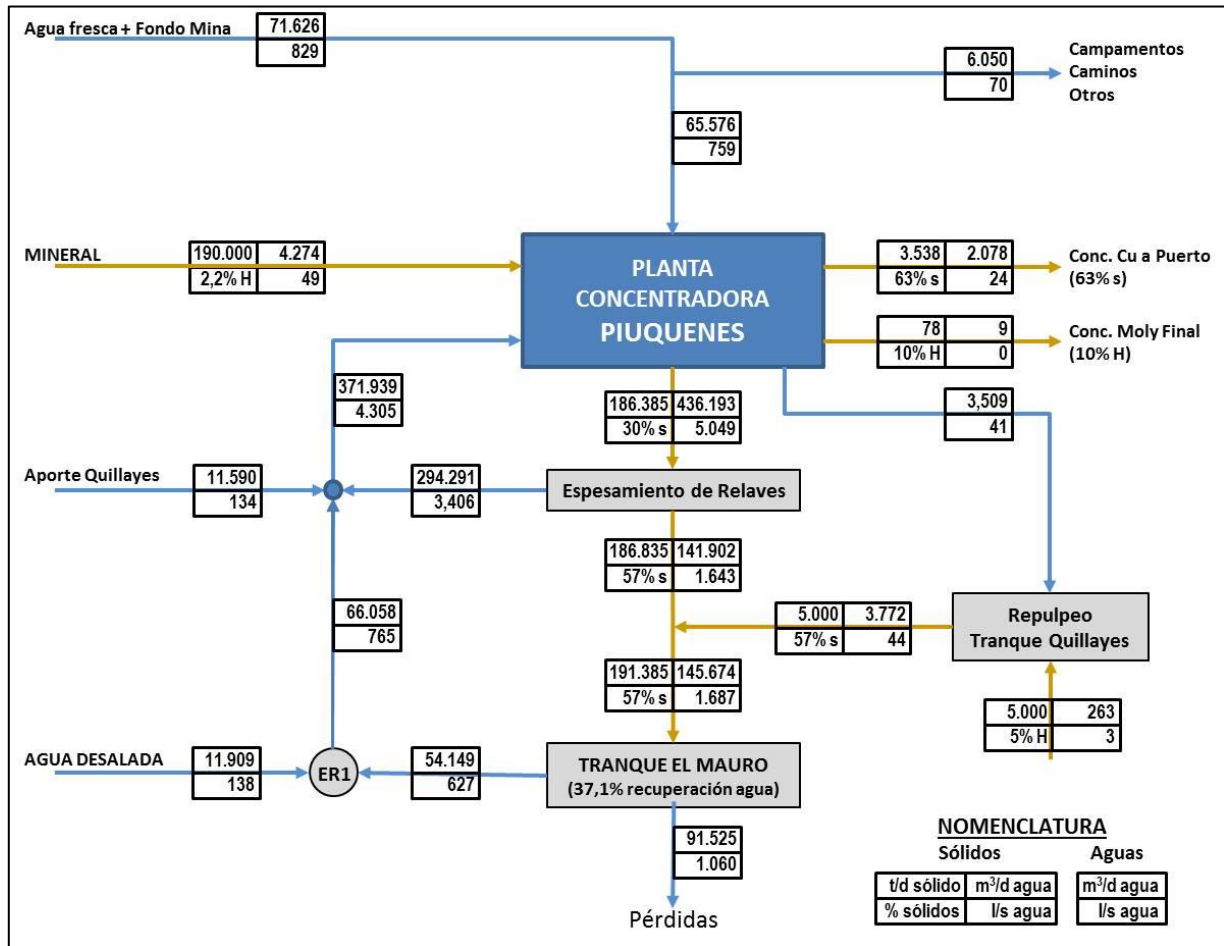 Agua fresca + Fondo Mina
71.626
829
6.050
70
Campamentos
Caminos
Otros
65.576
759
MINERAL
190.000 4.274
2,2% H 49
PLANTA
CONCENTRADORA
PIUQUENES
3.538 2.078
63% s 24
Conc. Cu a Puerto
(63% s)
78 9
10% H 0
Conc. Moly Final
(10% H)
371.939
4.305
186.385 436.193
30% s 5.049
3,509
41
Aporte Quillayes
11.590
134
294.291
3,406
Espesamiento de Relaves
186.835 141.902
57% s 1.643
66.058
765
5.000 3.772
57% s 44
Repulpeo
Tranque Quillayes
191.385 145.674
57% s 1.687
5.000 263
5% H 3
AGUA DESALADA
11.909
138
ER1
54.149
627
TRANQUE EL MAURO
(37,1% recuperación agua)
91.525
1.060
Pérdidas
NOMENCLATURA
Sólidos Aguas
t/d sólido m³/d agua m³/d agua
% sólidos l/s agua l/s agua